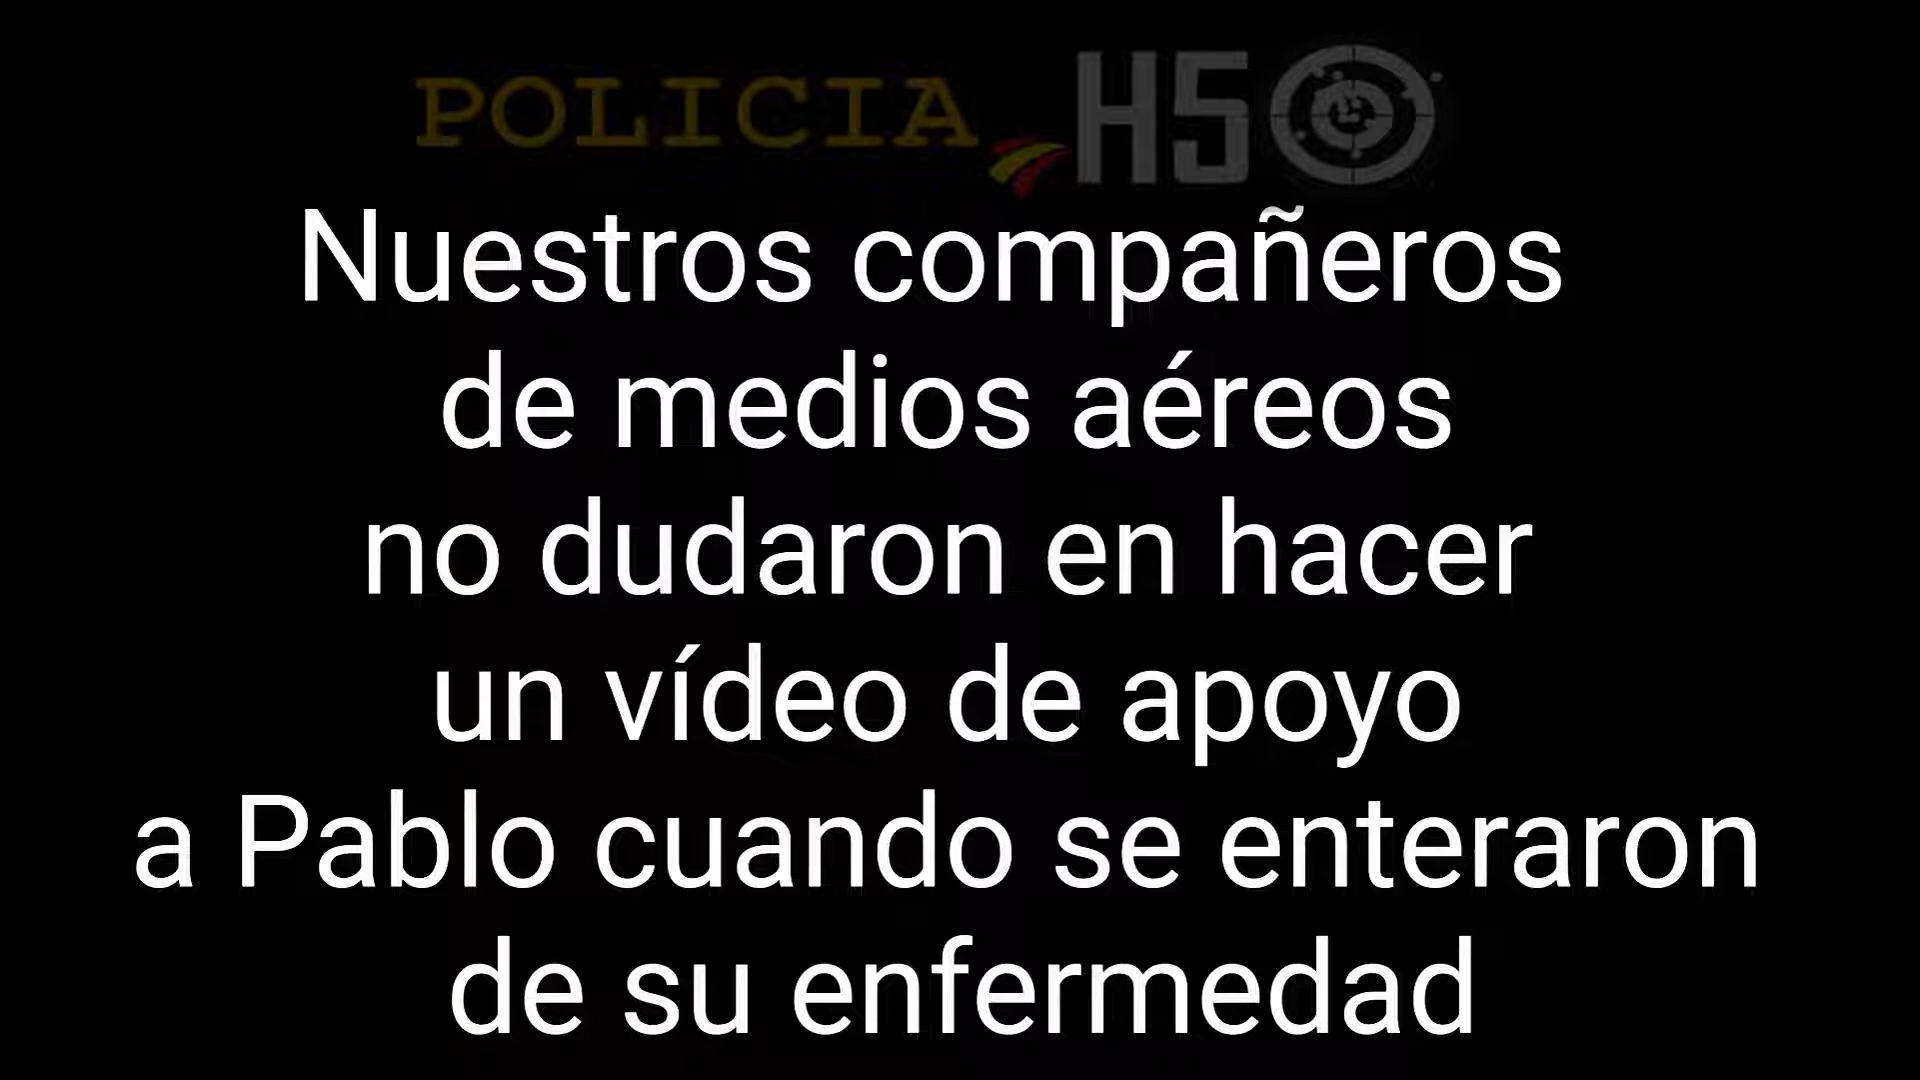 POLICIA H50
Nuestros compañeros
de medios aéreos
no dudaron en hacer
un vídeo de apoyo
a Pablo cuando se enteraron
de su enfermedad